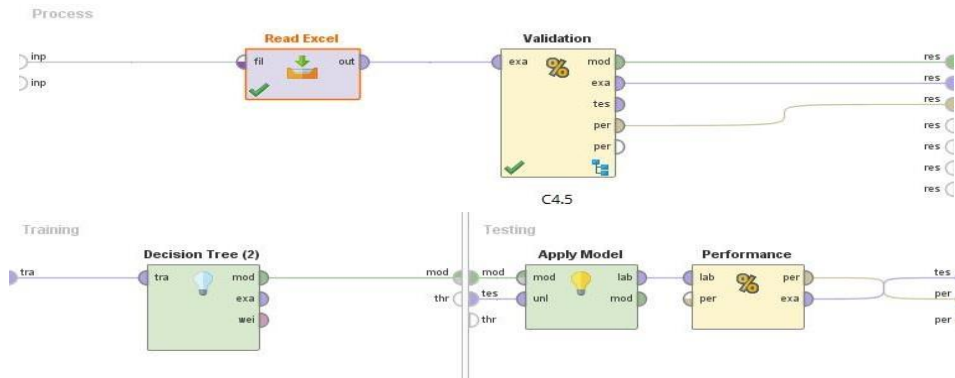 Process
Read Excel
Validation
inp
inp
fil
out
exa
mod
exa
tes
per
per
res
res
res
res
res
res
res
C4.5
Training
Testing
Decision Tree (2)
Apply Model
Performance
tra
tra
mod
exa
wei
mod
thr
mod
tes
thr
mod
unl
lab
mod
lab
per
per
exa
tes
per
per